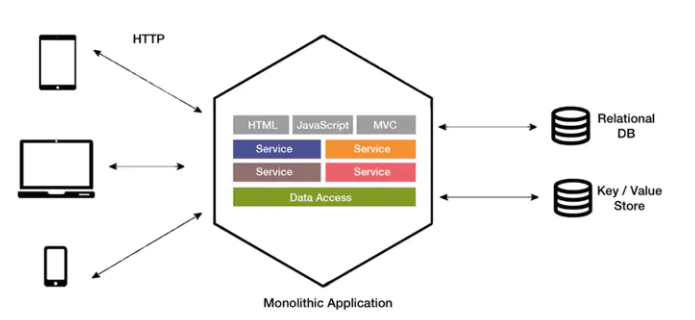 HTTP
HTML JavaScript MVC
Service Service
Service Service
Data Access
Relational
DB
Key / Value
Store
Monolithic Application